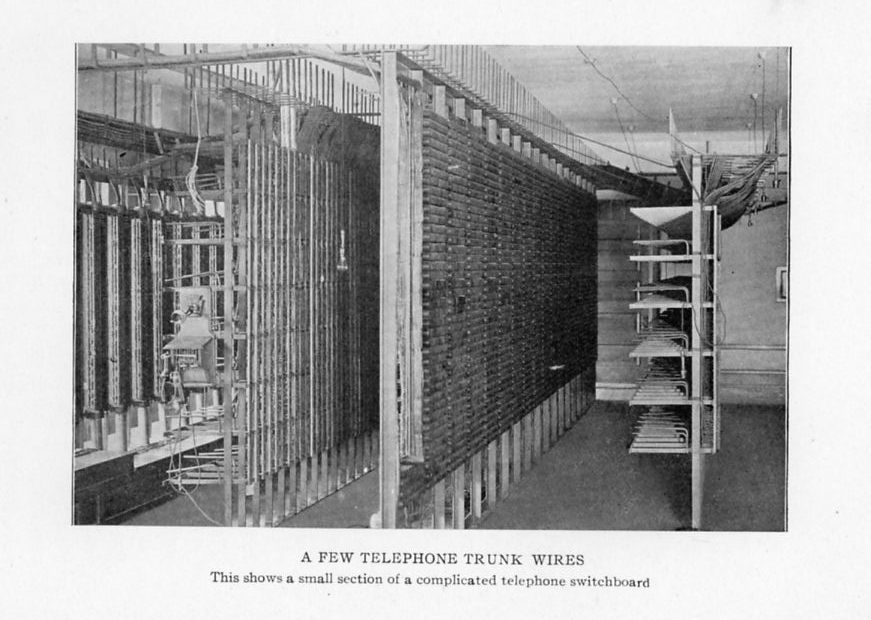 A FEW TELEPHONE TRUNK WIRES
This shows a small section of a complicated telephone switchboard